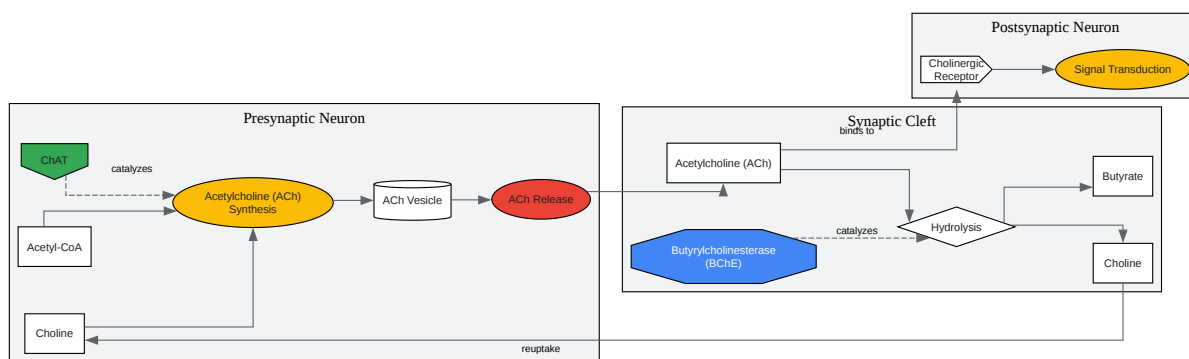 Postsynaptic Neuron
Cholinergic
Receptor
Signal Transduction
Presynaptic Neuron
ChAT
catalyzes
Acetylcholine (ACh)
Synthesis
ACh Vesicle
ACh Release
Acetyl-CoA
Choline
Synaptic Cleft
binds to
Acetylcholine (ACh)
Butyrate
Butyrylcholinesterase
(BChE)
catalyzes
Hydrolysis
Choline
reuptake